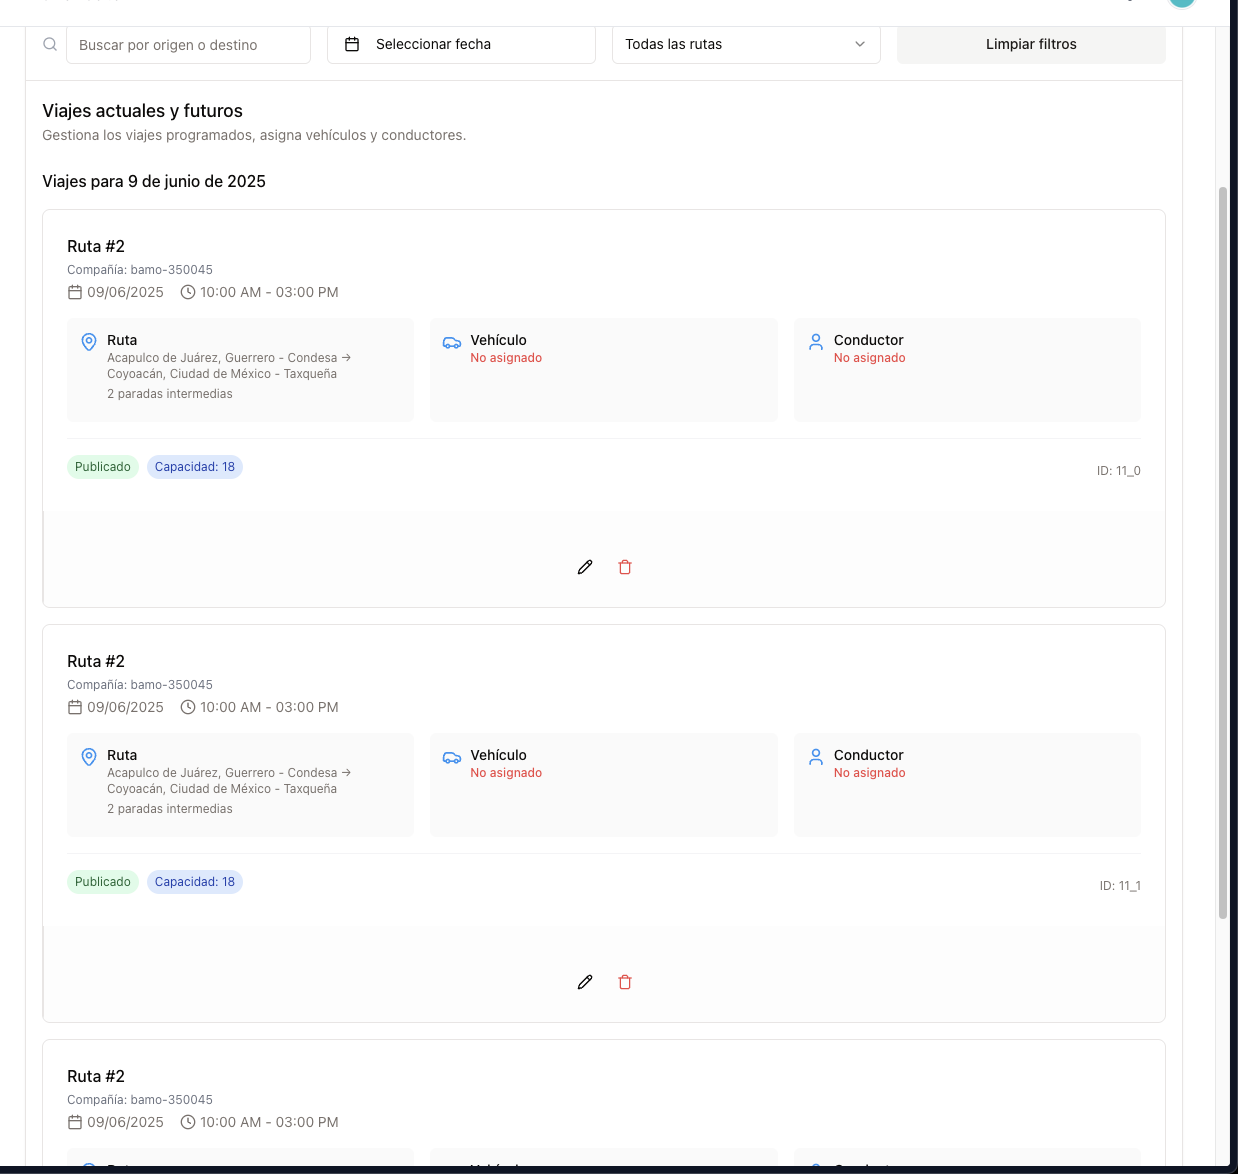 Buscar por origen o destino
Seleccionar fecha
Todas las rutas
Limpiar filtros
Viajes actuales y futuros
Gestiona los viajes programados, asigna vehículos y conductores.
Viajes para 9 de junio de 2025
Ruta #2
Compañía: bamo-350045
09/06/2025 10:00 AM - 03:00 PM
Ruta
Acapulco de Juárez, Guerrero - Condesa →
Coyoacán, Ciudad de México - Taxqueña
2 paradas intermedias
Vehículo
No asignado
Conductor
No asignado
Publicado
Capacidad: 18
ID: 11_0
Ruta #2
Compañía: bamo-350045
09/06/2025 10:00 AM - 03:00 PM
Ruta
Acapulco de Juárez, Guerrero - Condesa →
Coyoacán, Ciudad de México - Taxqueña
2 paradas intermedias
Vehículo
No asignado
Conductor
No asignado
Publicado
Capacidad: 18
ID: 11_1
Ruta #2
Compañía: bamo-350045
09/06/2025 10:00 AM - 03:00 PM